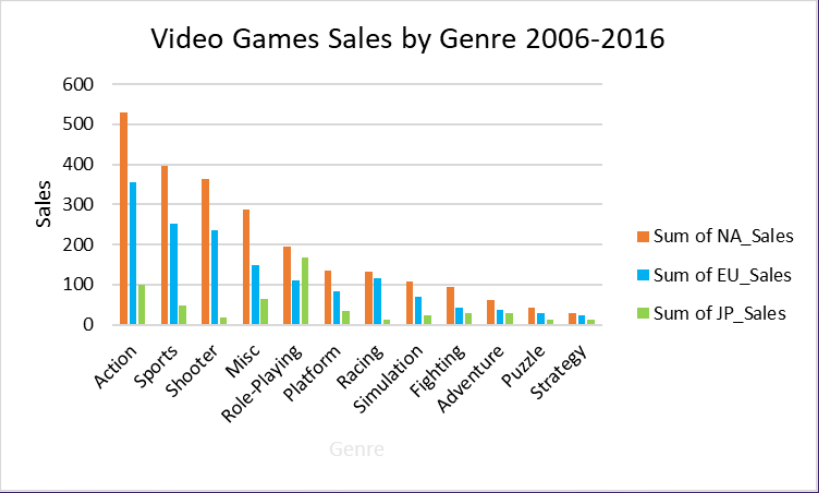 Video Games Sales by Genre 2006-2016
600
500
400
300
200
100
0
Sales
Action
Sports
Shooter
Misc
Role-Playing
Platform
Racing
Simulation
Fighting
Adventure
Puzzle
Strategy
Genre
Sum of NA_Sales
Sum of EU_Sales
Sum of JP_Sales